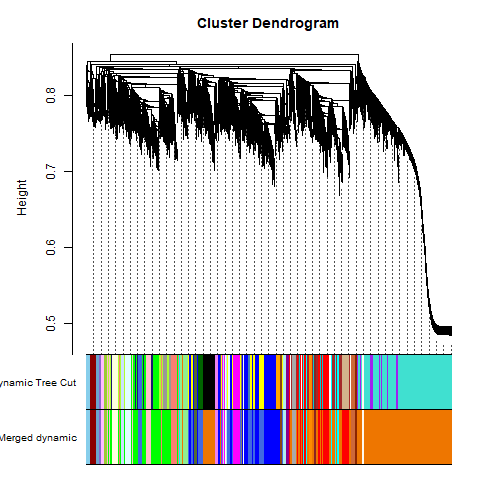 Cluster Dendrogram
Height
0.8
0.7
0.6
0.5
ynamic Tree Cut
Merged dynamic